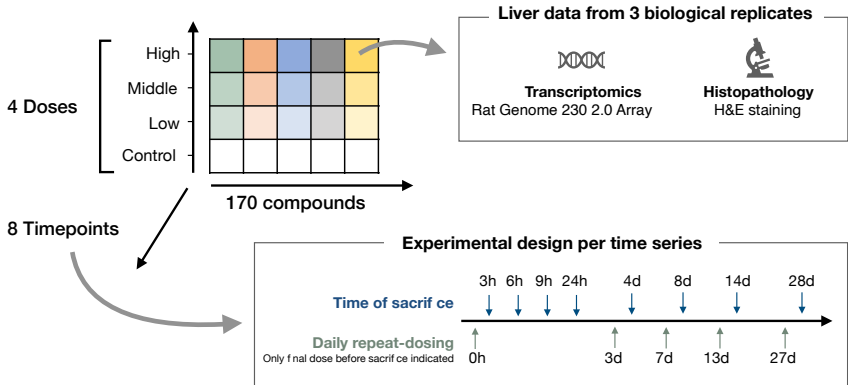 Liver data from 3 biological replicates
High
Middle
Low
Control
4 Doses
Transcriptomics
Rat Genome 230 2.0 Array
Histopathology
H&E staining
170 compounds
8 Timepoints
Experimental design per time series
3h 6h 9h 24h 4d 8d 14d 28d
Time of sacrif ce
Daily repeat-dosing
Only f nal dose before sacrif ce indicated
0h 3d 7d 13d 27d